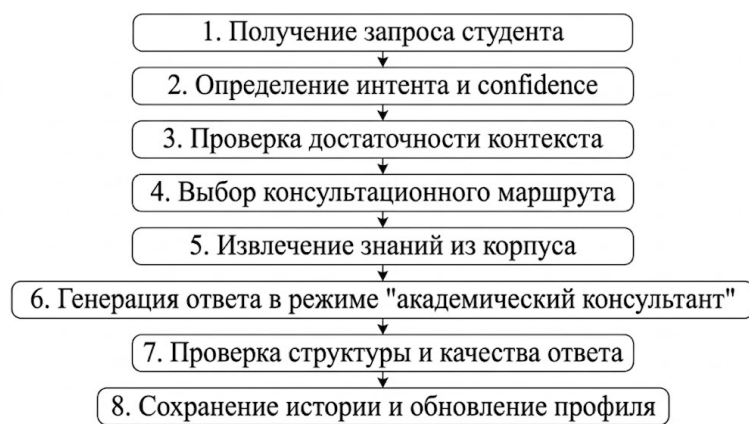 1. Получение запроса студента
2. Определение интента и confidence
3. Проверка достаточности контекста
4. Выбор консультационного маршрута
5. Извлечение знаний из корпуса
6. Генерация ответа в режиме "академический консультант"
7. Проверка структуры и качества ответа
8. Сохранение истории и обновление профиля